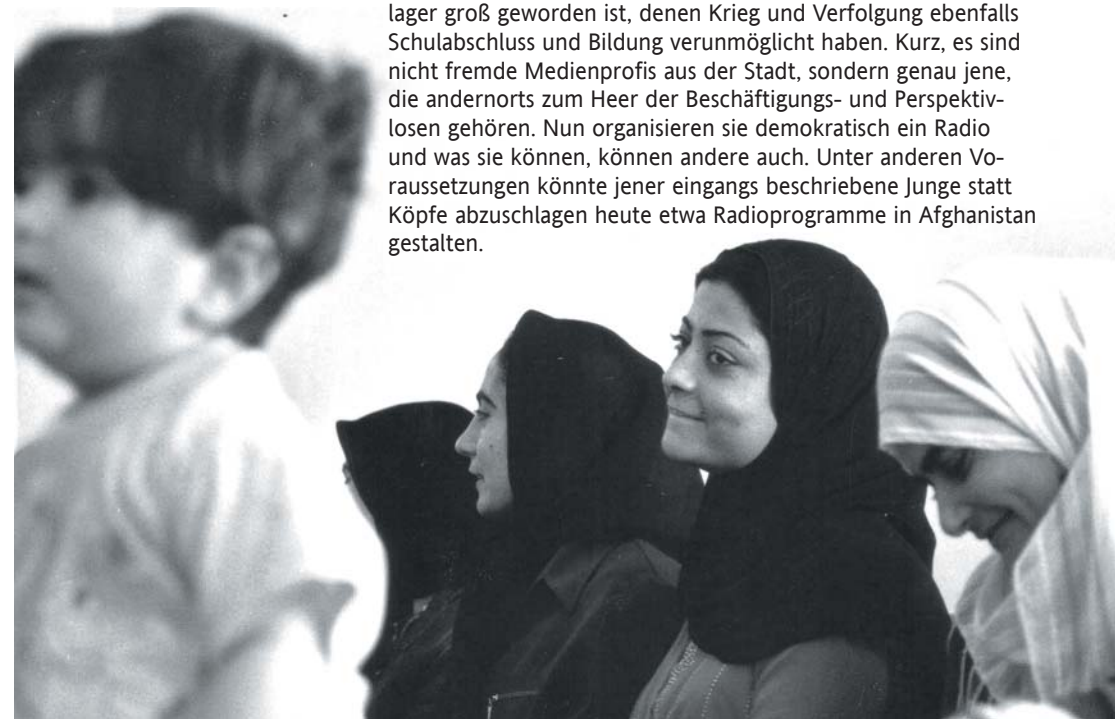 lager groß geworden ist, denen Krieg und Verfolgung ebenfalls
Schulabschluss und Bildung verunmöglicht haben. Kurz, es sind
nicht fremde Medienprofis aus der Stadt, sondern genau jene,
die andernorts zum Heer der Beschäftigungs- und Perspektiv-
losen gehören. Nun organisieren sie demokratisch ein Radio
und was sie können, können andere auch. Unter anderen Vo-
raussetzungen könnte jener eingangs beschriebene Junge statt
Köpfe abzuschlagen heute etwa Radioprogramme in Afghanistan
gestalten.